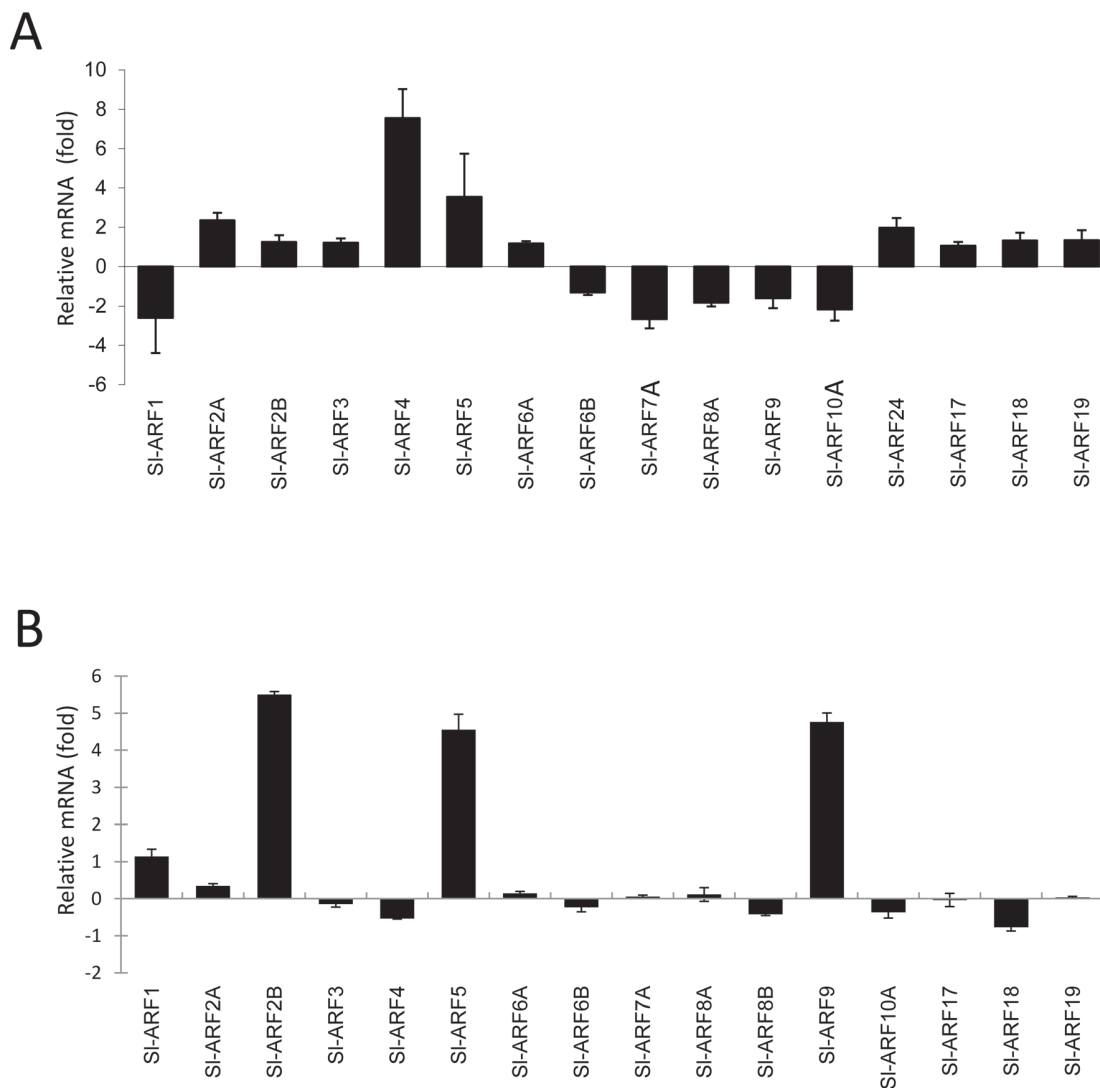 A
10
8
6
4
2
0
-2
-4
-6
Relative mRNA (fold)
Sl-ARF1
Sl-ARF2A
Sl-ARF2B
Sl-ARF3
Sl-ARF4
Sl-ARF5
Sl-ARF6A
Sl-ARF6B
Sl-ARF7A
Sl-ARF8A
Sl-ARF9
Sl-ARF10A
Sl-ARF24
Sl-ARF17
Sl-ARF18
Sl-ARF19
B
6
5
4
3
2
1
0
-1
-2
Relative mRNA (fold)
Sl-ARF1
Sl-ARF2A
Sl-ARF2B
Sl-ARF3
Sl-ARF4
Sl-ARF5
Sl-ARF6A
Sl-ARF6B
Sl-ARF7A
Sl-ARF8A
Sl-ARF8B
Sl-ARF9
Sl-ARF10A
Sl-ARF17
Sl-ARF18
Sl-ARF19